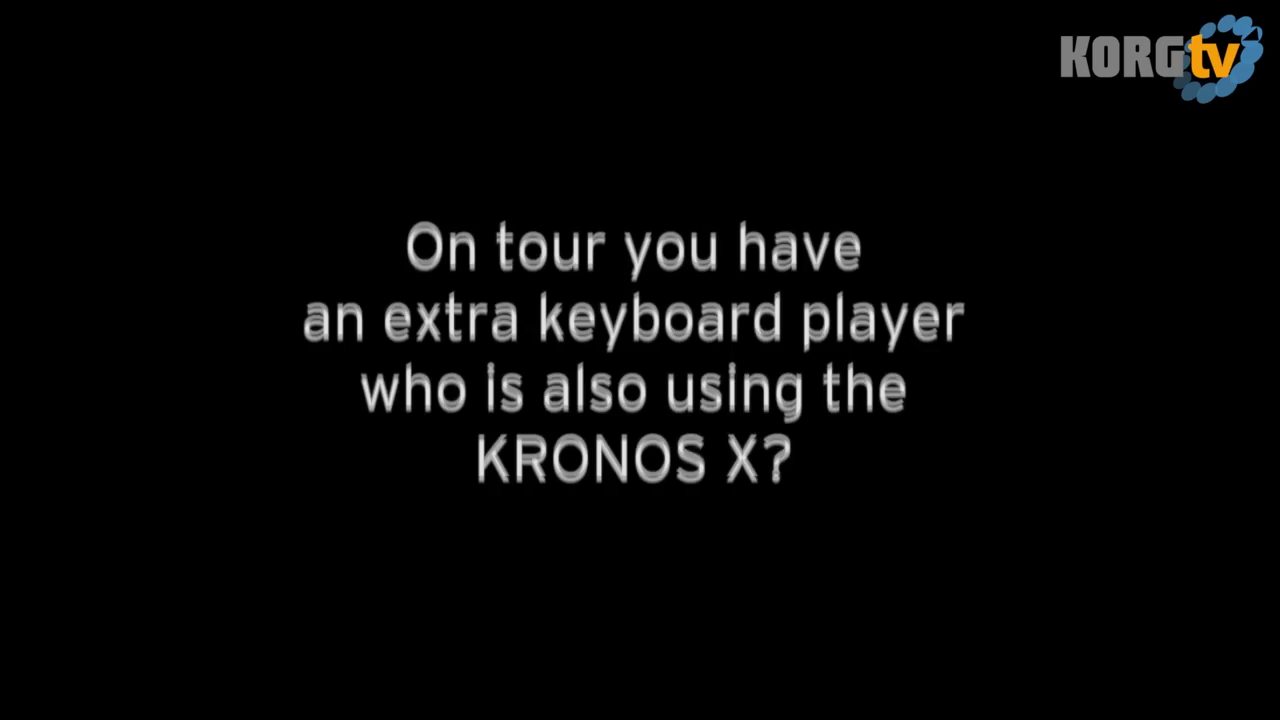 KORGtv
On tour you have
an extra keyboard player
who is also using the
KRONOS X?